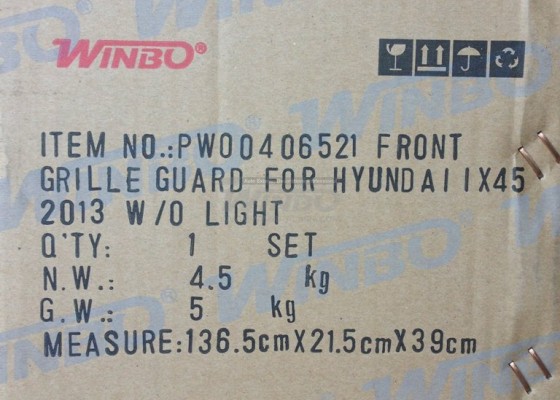 WINBO®
ITEM NO.:PW00406521 FRONT
GRILLE GUARD FOR HYUNDAI IX45
2013 W/O LIGHT
Q'TY: 1 SET
N.W.: 4.5 kg
G.W.: 5 kg
MEASURE:136.5cmX21.5cmX39cm